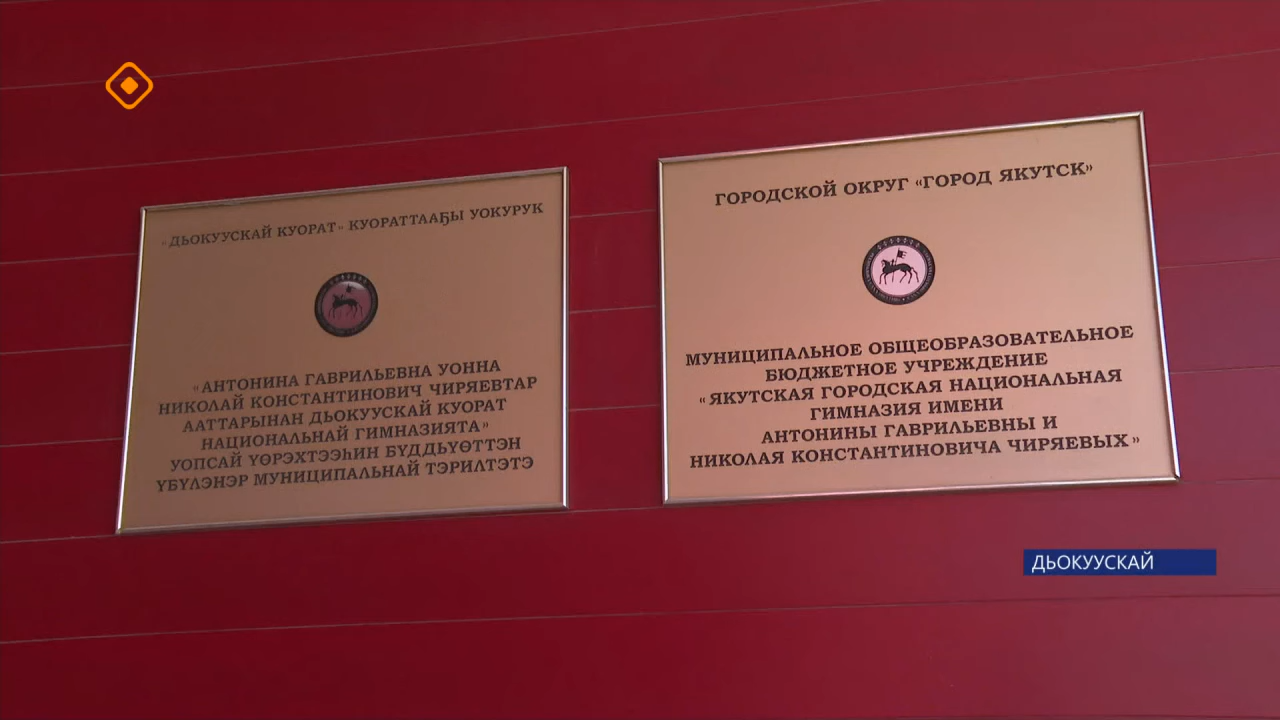 «ДЬОКУУСКАЙ КУОРАТ» КУОРАТТАҔЫ УОКУРУК
«АНТОНИНА ГАВРИЛЬЕВНА УОННА
НИКОЛАЙ КОНСТАНТИНОВИЧ ЧИРЯЕВТАР
ААТТАРЫНАН ДЬОКУУСКАЙ КУОРАТ
НАЦИОНАЛЬНАЙ ГИМНАЗИЯТА»
УОПСАЙ ҮӨРЭХТЭЭҺИН БҮДДЬҮӨТТЭН
ҮБҮЛЭНЭР МУНИЦИПАЛЬНАЙ ТЭРИЛТЭТЭ
ГОРОДСКОЙ ОКРУГ «ГОРОД ЯКУТСК»
МУНИЦИПАЛЬНОЕ ОБЩЕОБРАЗОВАТЕЛЬНОЕ
БЮДЖЕТНОЕ УЧРЕЖДЕНИЕ
«ЯКУТСКАЯ ГОРОДСКАЯ НАЦИОНАЛЬНАЯ
ГИМНАЗИЯ ИМЕНИ
АНТОНИНЫ ГАВРИЛЬЕВНЫ И
НИКОЛАЯ КОНСТАНТИНОВИЧА ЧИРЯЕВЫХ»
ДЬОКУУСКАЙ